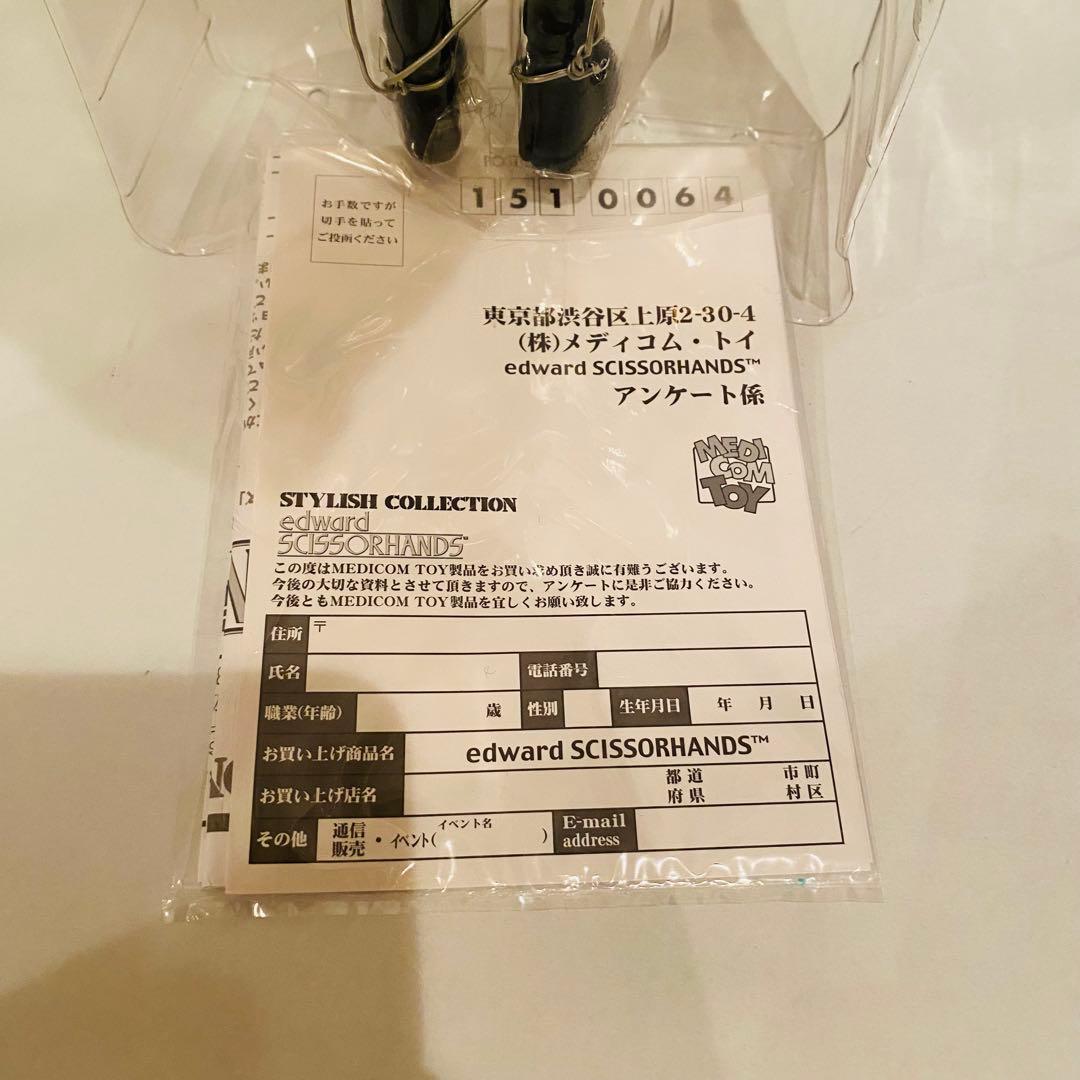 お手数ですが
切手を貼って
ご投函ください
151-0064
東京都渋谷区上原2-30-4
(株)メディコム・トイ
edward SCISSORHANDS™
アンケート係
MEDI
COM
TOY
STYLISH COLLECTION
edward
SCISSORHANDS™
この度はMEDICOM TOY製品をお買い求め頂き誠に有難うございます。
今後の大切な資料とさせて頂きますので、アンケートに是非ご協力ください。
今後ともMEDICOM TOY製品を宜しくお願い致します。
住所 〒
氏名 電話番号
職業(年齢) 歳 性別 生年月日 年 月 日
お買い上げ商品名 edward SCISSORHANDS™
お買い上げ店名 都道府県 市町村区
その他 通信販売・イベント(イベント名 ) E-mail address